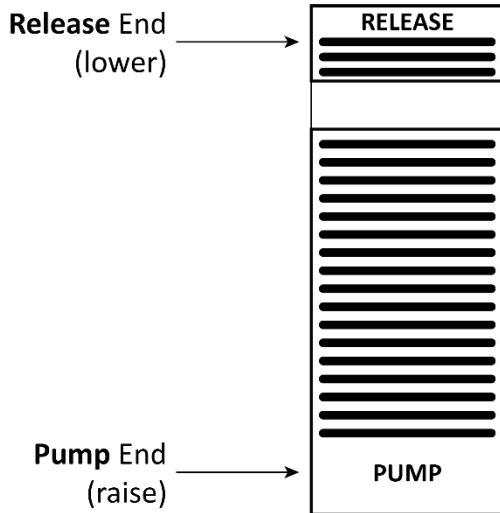 Release End
(lower)
RELEASE
Pump End
(raise)
PUMP